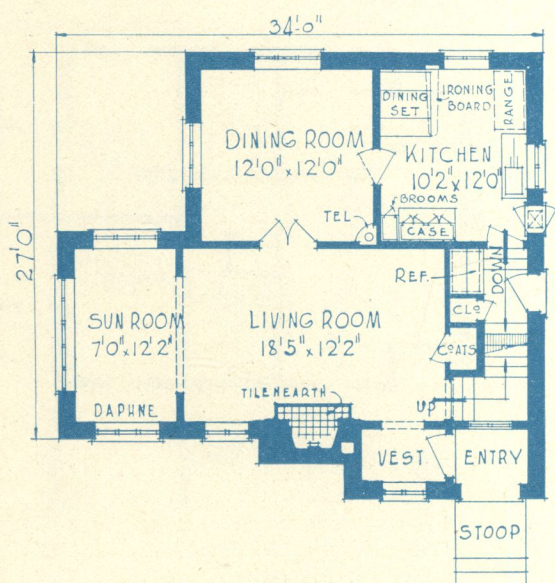 34'0"
27'0"
DINING
SET
IRONING
BOARD
RANGE
DINING ROOM
12'0" x 12'0"
KITCHEN
10'2" x 12'0"
BROOMS
CASE
TEL
REF.
DOWN
CLO
COATS
SUN ROOM
7'0" x 12'2"
LIVING ROOM
18'5" x 12'2"
DAPHNE
TILE HEARTH
UP
VEST.
ENTRY
STOOP